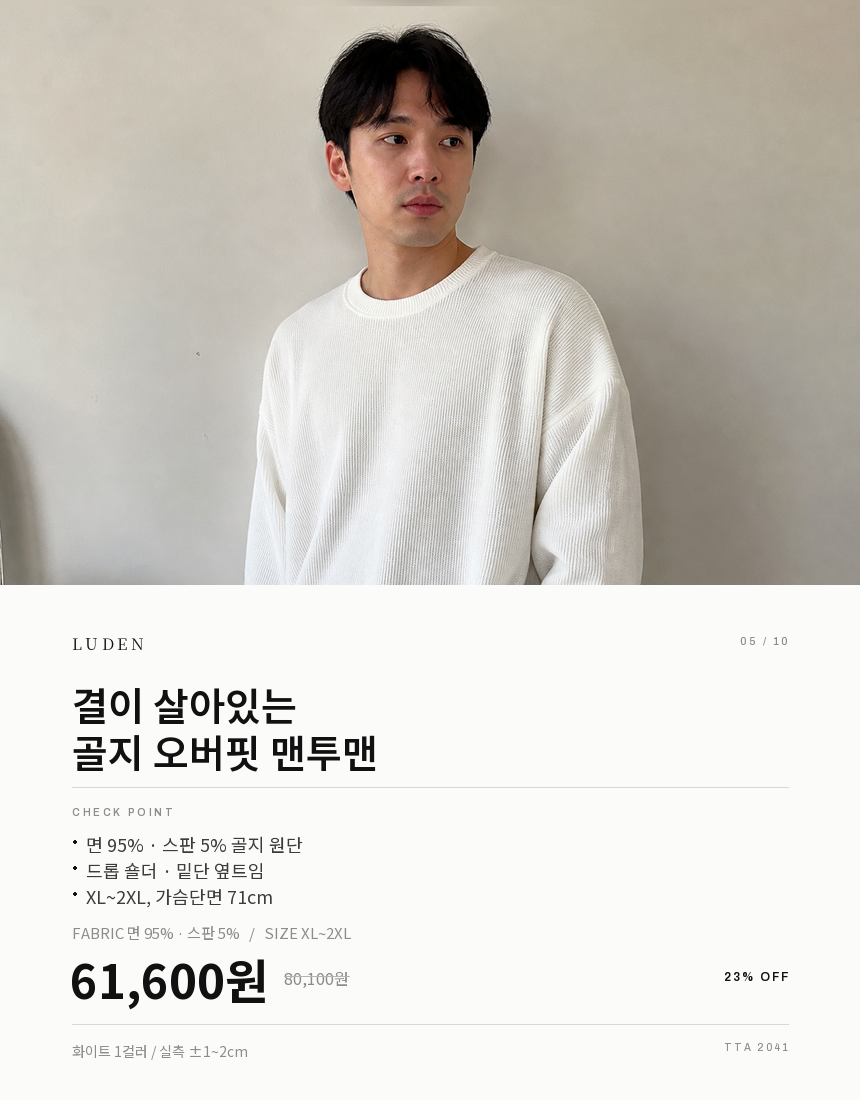 LUDEN
05 / 10
결이 살아있는
골지 오버핏 맨투맨
CHECK POINT
• 면 95% · 스판 5% 골지 원단
• 드롭 숄더 · 밑단 옆트임
• XL~2XL, 가슴단면 71cm
FABRIC 면 95% · 스판 5% / SIZE XL~2XL
61,600원 80,100원
23% OFF
화이트 1컬러 / 실측 ±1~2cm
TTA 2041